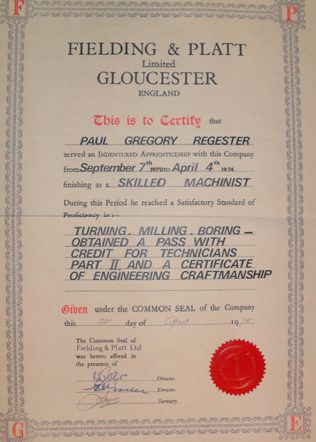 F P
FIELDING & PLATT
Limited
GLOUCESTER
ENGLAND
This is to Certify that
PAUL GREGORY REGESTER
served an INDENTURED APPRENTICESHIP with this Company
from September 7th 1970 to April 4th 1974
finishing as a SKILLED MACHINIST
During this Period he reached a Satisfactory Standard of
Proficiency in :—
TURNING. MILLING. BORING —
OBTAINED A PASS WITH
CREDIT FOR TECHNICIANS
PART II, AND A CERTIFICATE
OF ENGINEERING CRAFTMANSHIP
Given under the COMMON SEAL of the Company
this day of April 19
The Common Seal of
Fielding & Platt Ltd
was hereto affixed in
the presence of
Director.
Director.
Secretary.
G E